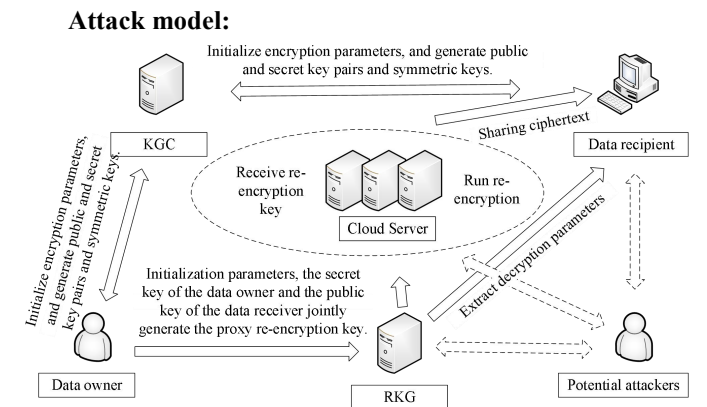 Attack model:
Initialize encryption parameters, and generate public
and secret key pairs and symmetric keys.
KGC
Sharing ciphertext
Data recipient
Initialize encryption parameters,
and generate public and secret
key pairs and symmetric keys.
Receive re-
encryption
key
Run re-
encryption
Cloud Server
Extract decryption parameters
Initialization parameters, the secret
key of the data owner and the public
key of the data receiver jointly
generate the proxy re-encryption key.
Data owner
RKG
Potential attackers